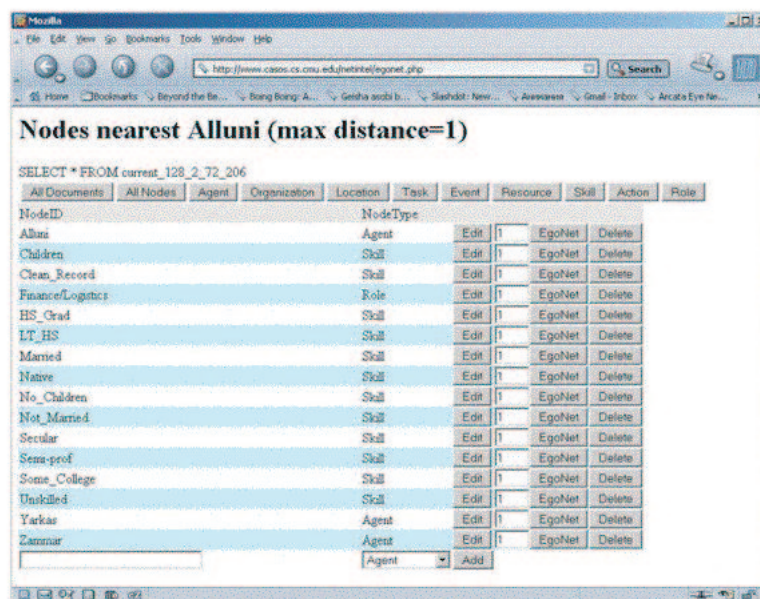 Mozilla
File Edit View Go Bookmarks Tools Window Help
http://www.casos.cs.cmu.edu/netintel/egonet.php Search
Home Bookmarks Beyond the Be... Boing Boing: A... Geisha asobi b... Slashdot: New... Gmail - Inbox Arcata Eye Ne...
Nodes nearest Alluni (max distance=1)
SELECT * FROM current_128_2_72_206
All Documents All Nodes Agent Organization Location Task Event Resource Skill Action Role
NodeID NodeType
Alluni Agent Edit 1 EgoNet Delete
Children Skill Edit 1 EgoNet Delete
Clean_Record Skill Edit 1 EgoNet Delete
Finance/Logistics Role Edit 1 EgoNet Delete
HS_Grad Skill Edit 1 EgoNet Delete
LT_HS Skill Edit 1 EgoNet Delete
Married Skill Edit 1 EgoNet Delete
Native Skill Edit 1 EgoNet Delete
No_Children Skill Edit 1 EgoNet Delete
Not_Married Skill Edit 1 EgoNet Delete
Secular Skill Edit 1 EgoNet Delete
Semi-prof Skill Edit 1 EgoNet Delete
Some_College Skill Edit 1 EgoNet Delete
Unskilled Skill Edit 1 EgoNet Delete
Yarkas Agent Edit 1 EgoNet Delete
Zammar Agent Edit 1 EgoNet Delete
Agent Add